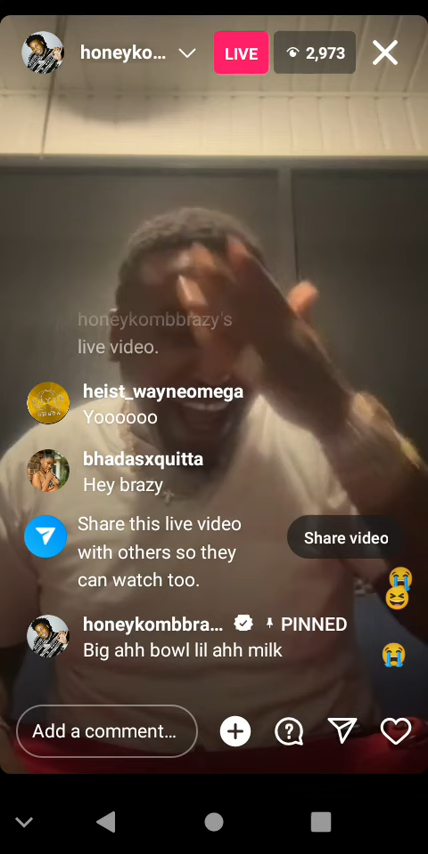 honeyko...
LIVE
2,973
honeykombbrazy's
live video.
heist_wayneomega
Yoooooo
bhadasxquitta
Hey brazy
Share this live video
with others so they
can watch too.
Share video
honeykombbra... PINNED
Big ahh bowl lil ahh milk
Add a comment...